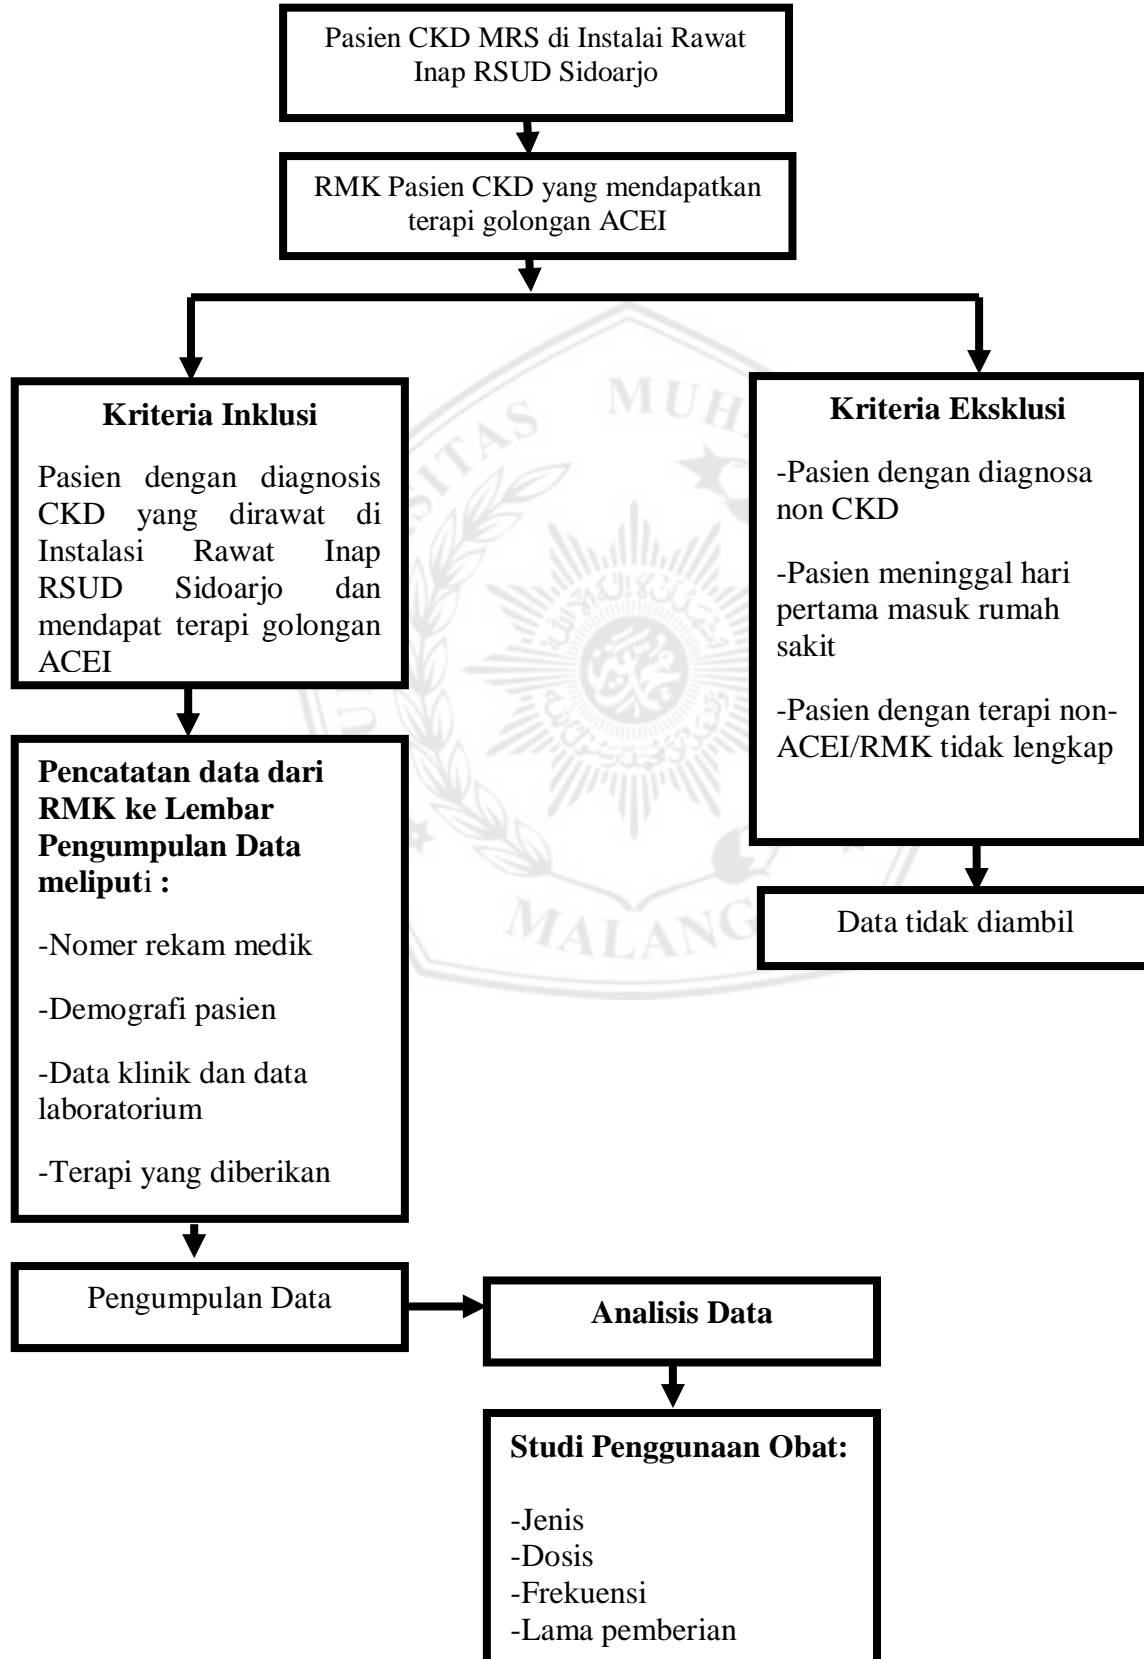 Pasien CKD MRS di Instalai Rawat
Inap RSUD Sidoarjo
RMK Pasien CKD yang mendapatkan
terapi golongan ACEI
Kriteria Inklusi
Pasien dengan diagnosis
CKD yang dirawat di
Instalasi Rawat Inap
RSUD Sidoarjo dan
mendapat terapi golongan
ACEI
Kriteria Eksklusi
-Pasien dengan diagnosa
non CKD
-Pasien meninggal hari
pertama masuk rumah
sakit
-Pasien dengan terapi non-
ACEI/RMK tidak lengkap
Pencatatan data dari
RMK ke Lembar
Pengumpulan Data
meliputi :
-Nomer rekam medik
-Demografi pasien
-Data klinik dan data
laboratorium
-Terapi yang diberikan
Data tidak diambil
Pengumpulan Data
Analisis Data
Studi Penggunaan Obat:
-Jenis
-Dosis
-Frekuensi
-Lama pemberian
MALANG